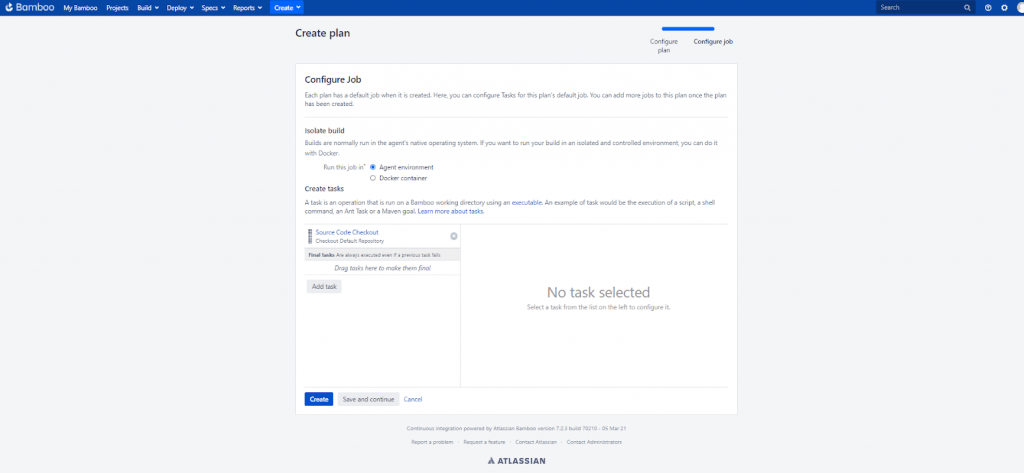 Bamboo My Bamboo Projects Build Deploy Specs Reports Create Search
Create plan
Configure plan
Configure job
Configure Job
Each plan has a default job when it is created. Here, you can configure Tasks for this plan's default job. You can add more jobs to this plan once the plan
has been created.
Isolate build
Builds are normally run in the agent's native operating system. If you want to run your build in an isolated and controlled environment, you can do it
with Docker.
Run this job in* Agent environment
Docker container
Create tasks
A task is an operation that is run on a Bamboo working directory using an executable. An example of task would be the execution of a script, a shell
command, an Ant Task or a Maven goal. Learn more about tasks.
Source Code Checkout
Checkout Default Repository
Final tasks Are always executed even if a previous task fails
Drag tasks here to make them final
Add task
No task selected
Select a task from the list on the left to configure it.
Create Save and continue Cancel
Continuous integration powered by Atlassian Bamboo version 7.2.3 build 70210 - 05 Mar 21
Report a problem · Request a feature · Contact Atlassian · Contact Administrators
ATLASSIAN